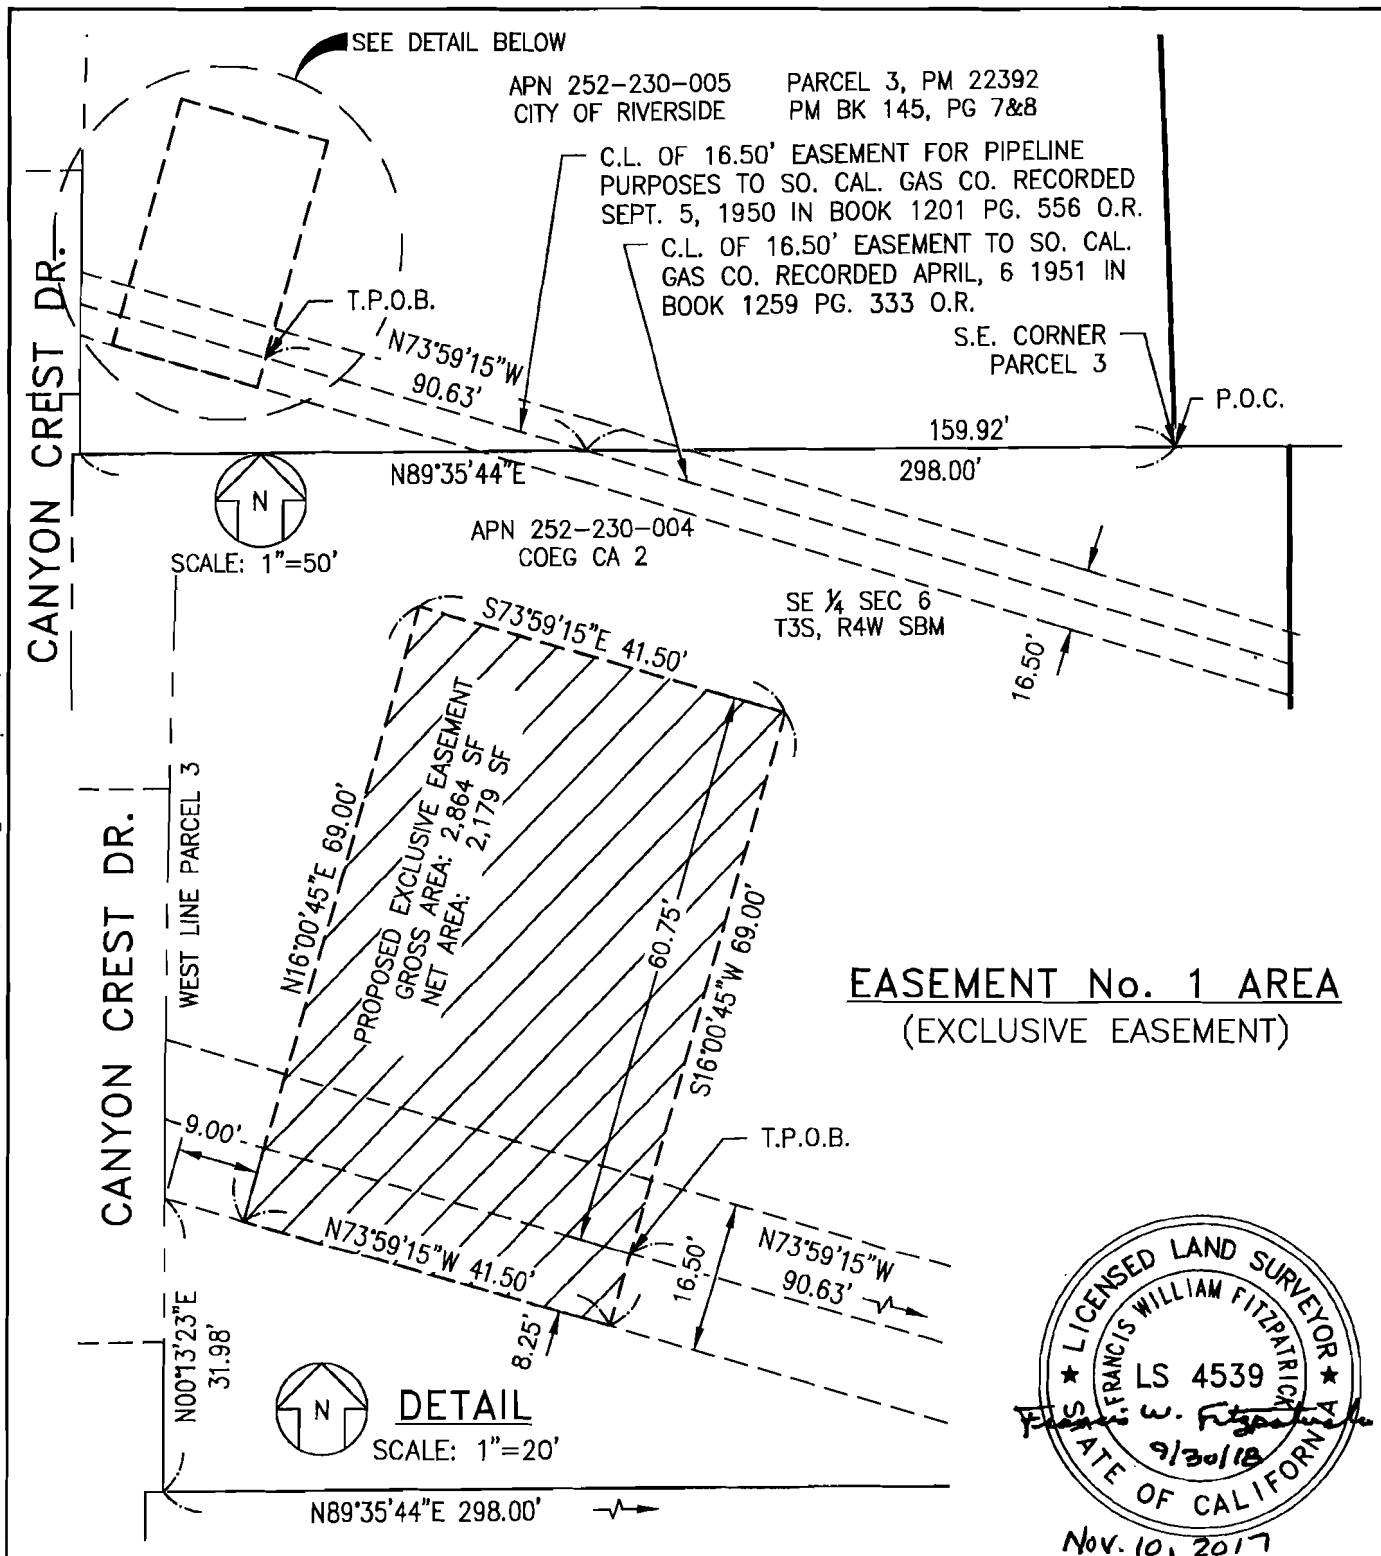 SEE DETAIL BELOW
APN 252-230-005
CITY OF RIVERSIDE
PARCEL 3, PM 22392
PM BK 145, PG 7&8
C.L. OF 16.50' EASEMENT FOR PIPELINE
PURPOSES TO SO. CAL. GAS CO. RECORDED
SEPT. 5, 1950 IN BOOK 1201 PG. 556 O.R.
C.L. OF 16.50' EASEMENT TO SO. CAL.
GAS CO. RECORDED APRIL, 6 1951 IN
BOOK 1259 PG. 333 O.R.
T.P.O.B.
N73°59'15"W
90.63'
S.E. CORNER
PARCEL 3
P.O.C.
159.92'
298.00'
N89°35'44"E
CANYON CREST DR.
N
SCALE: 1"=50'
APN 252-230-004
COEG CA 2
SE ¼ SEC 6
T3S, R4W SBM
16.50'
S73°59'15"E 41.50'
N16°00'45"E 69.00'
PROPOSED EXCLUSIVE EASEMENT
GROSS AREA: 2,864 SF
NET AREA: 2,179 SF
60.75'
S16°00'45"W 69.00'
WEST LINE PARCEL 3
CANYON CREST DR.
EASEMENT No. 1 AREA
(EXCLUSIVE EASEMENT)
9.00'
T.P.O.B.
N73°59'15"W 41.50'
16.50'
N73°59'15"W
90.63'
8.25'
N00°13'23"E
31.98'
N
DETAIL
SCALE: 1"=20'
N89°35'44"E 298.00'
LICENSED LAND SURVEYOR
FRANCIS WILLIAM FITZPATRICK
LS 4539
Francis W. Fitzpatrick
9/30/18
STATE OF CALIFORNIA
Nov. 10, 2017